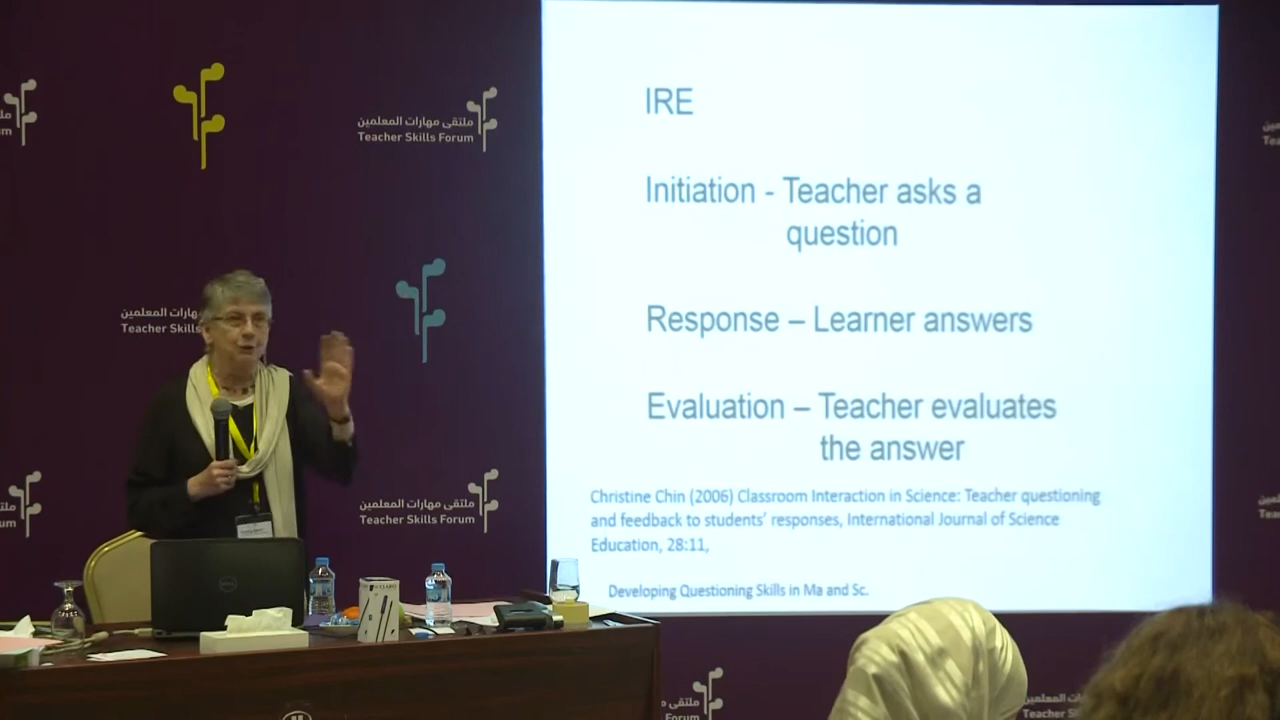 ملتقى مهارات المعلمين
Teacher Skills Forum
مهارات المعلمين
Teacher Skills
ملتقى مهارات المعلمين
Teacher Skills Forum
IRE
Initiation - Teacher asks a
question
Response – Learner answers
Evaluation – Teacher evaluates
the answer
Christine Chin (2006) Classroom Interaction in Science: Teacher questioning
and feedback to students' responses, International Journal of Science
Education, 28:11,
Developing Questioning Skills in Ma and Sc.
DELL
Forum